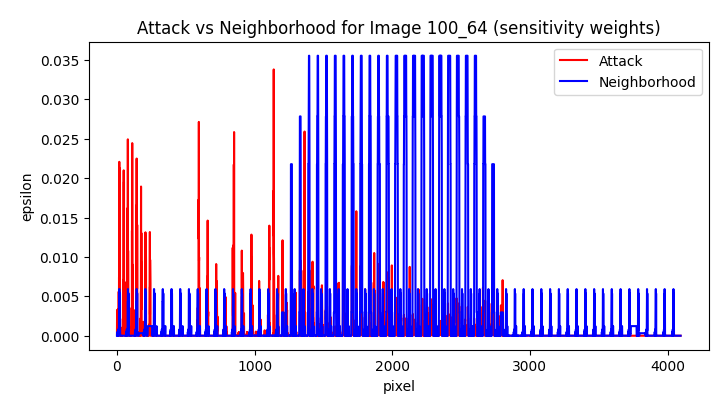 Attack vs Neighborhood for Image 100_64 (sensitivity weights)
Attack
Neighborhood
0.035
0.030
0.025
0.020
0.015
0.010
0.005
0.000
epsilon
0 1000 2000 3000 4000
pixel